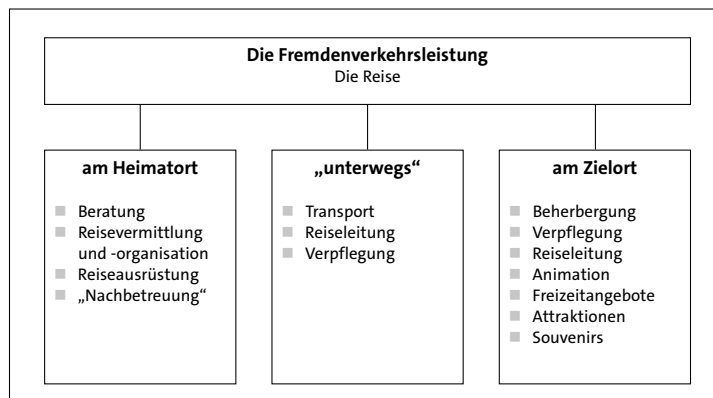 Die Fremdenverkehrsleistung
Die Reise
am Heimatort
Beratung
Reisevermittlung
und -organisation
Reiseausrüstung
„Nachbetreuung“
„unterwegs“
Transport
Reiseleitung
Verpflegung
am Zielort
Beherbergung
Verpflegung
Reiseleitung
Animation
Freizeitangebote
Attraktionen
Souvenirs